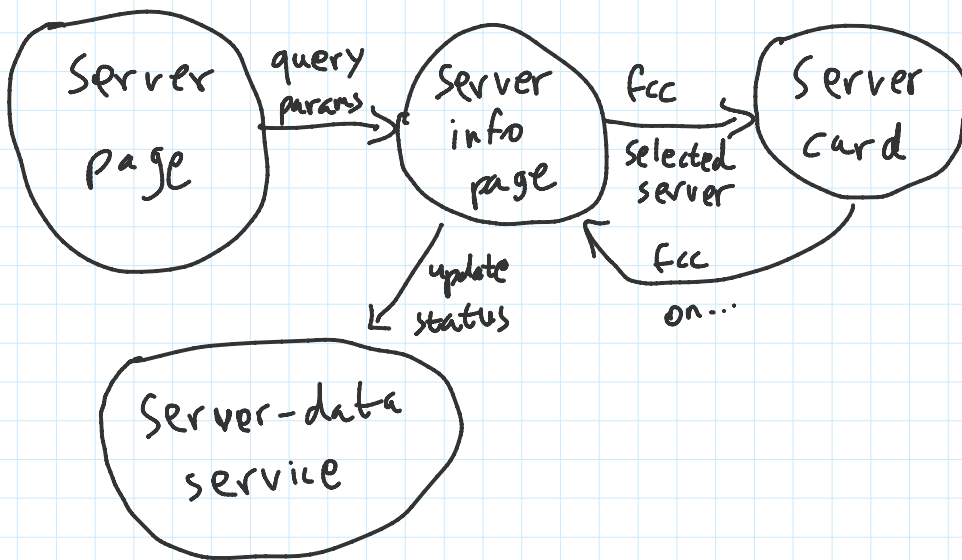 Server
page
query
params
Server
info
page
fcc
selected
server
Server
card
fcc
on...
update
status
Server-data
service